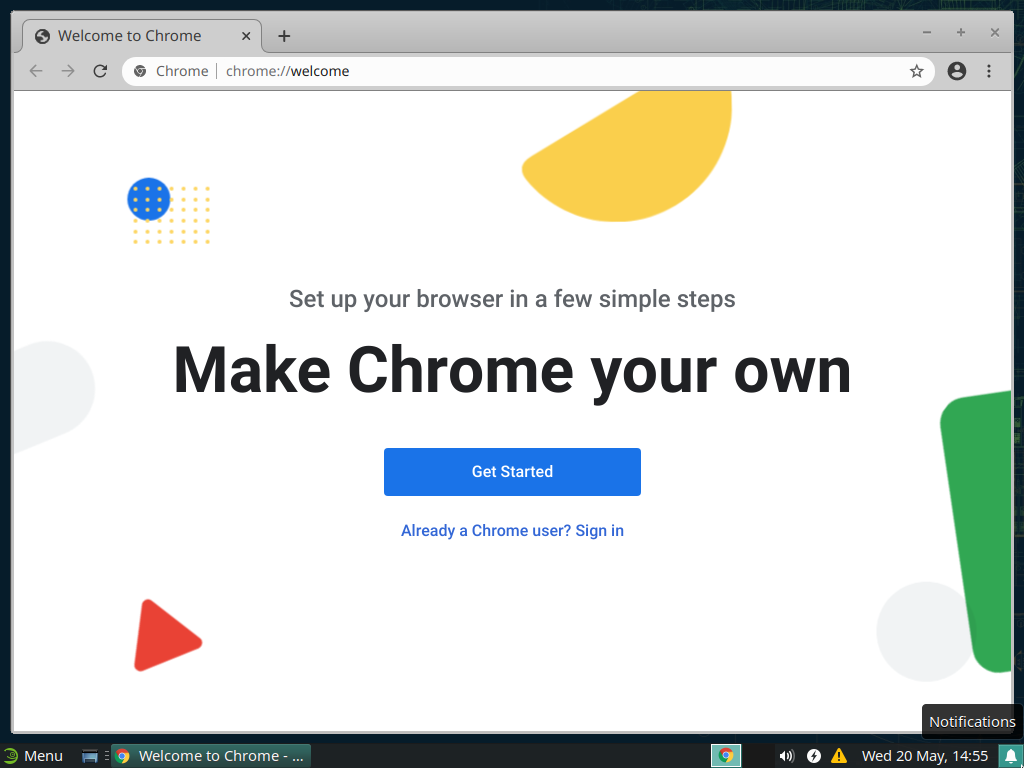 Welcome to Chrome
Chrome chrome://welcome
Set up your browser in a few simple steps
Make Chrome your own
Get Started
Already a Chrome user? Sign in
Notifications
Menu
Welcome to Chrome - ...
Wed 20 May, 14:55